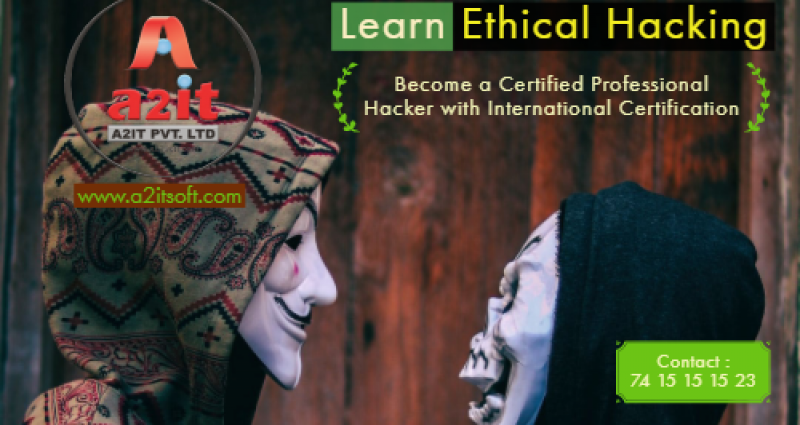 Learn Ethical Hacking
Become a Certified Professional
Hacker with International Certification
a2it
A2IT PVT. LTD
www.a2itsoft.com
Contact :
74 15 15 15 23